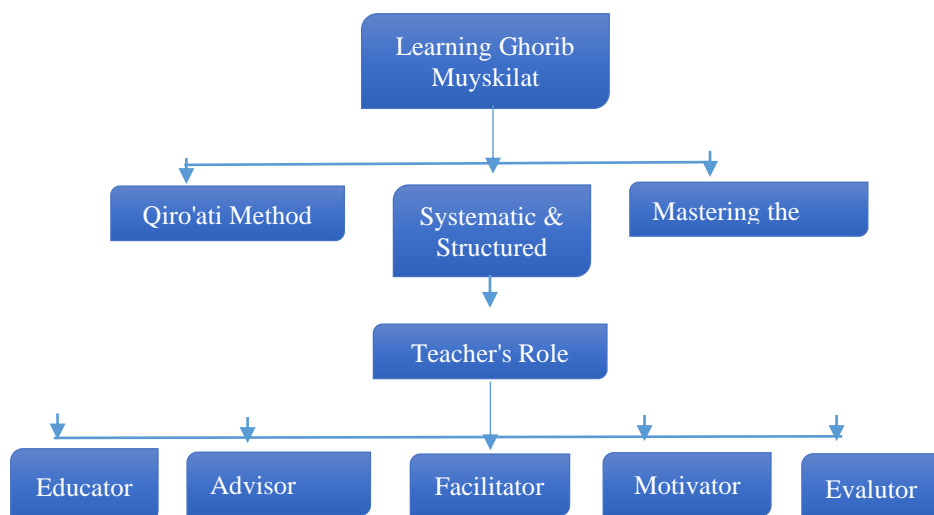 Learning Ghorib
Muyskilat
Qiro'ati Method
Systematic &
Structured
Mastering the
Teacher's Role
Educator
Advisor
Facilitator
Motivator
Evalutor